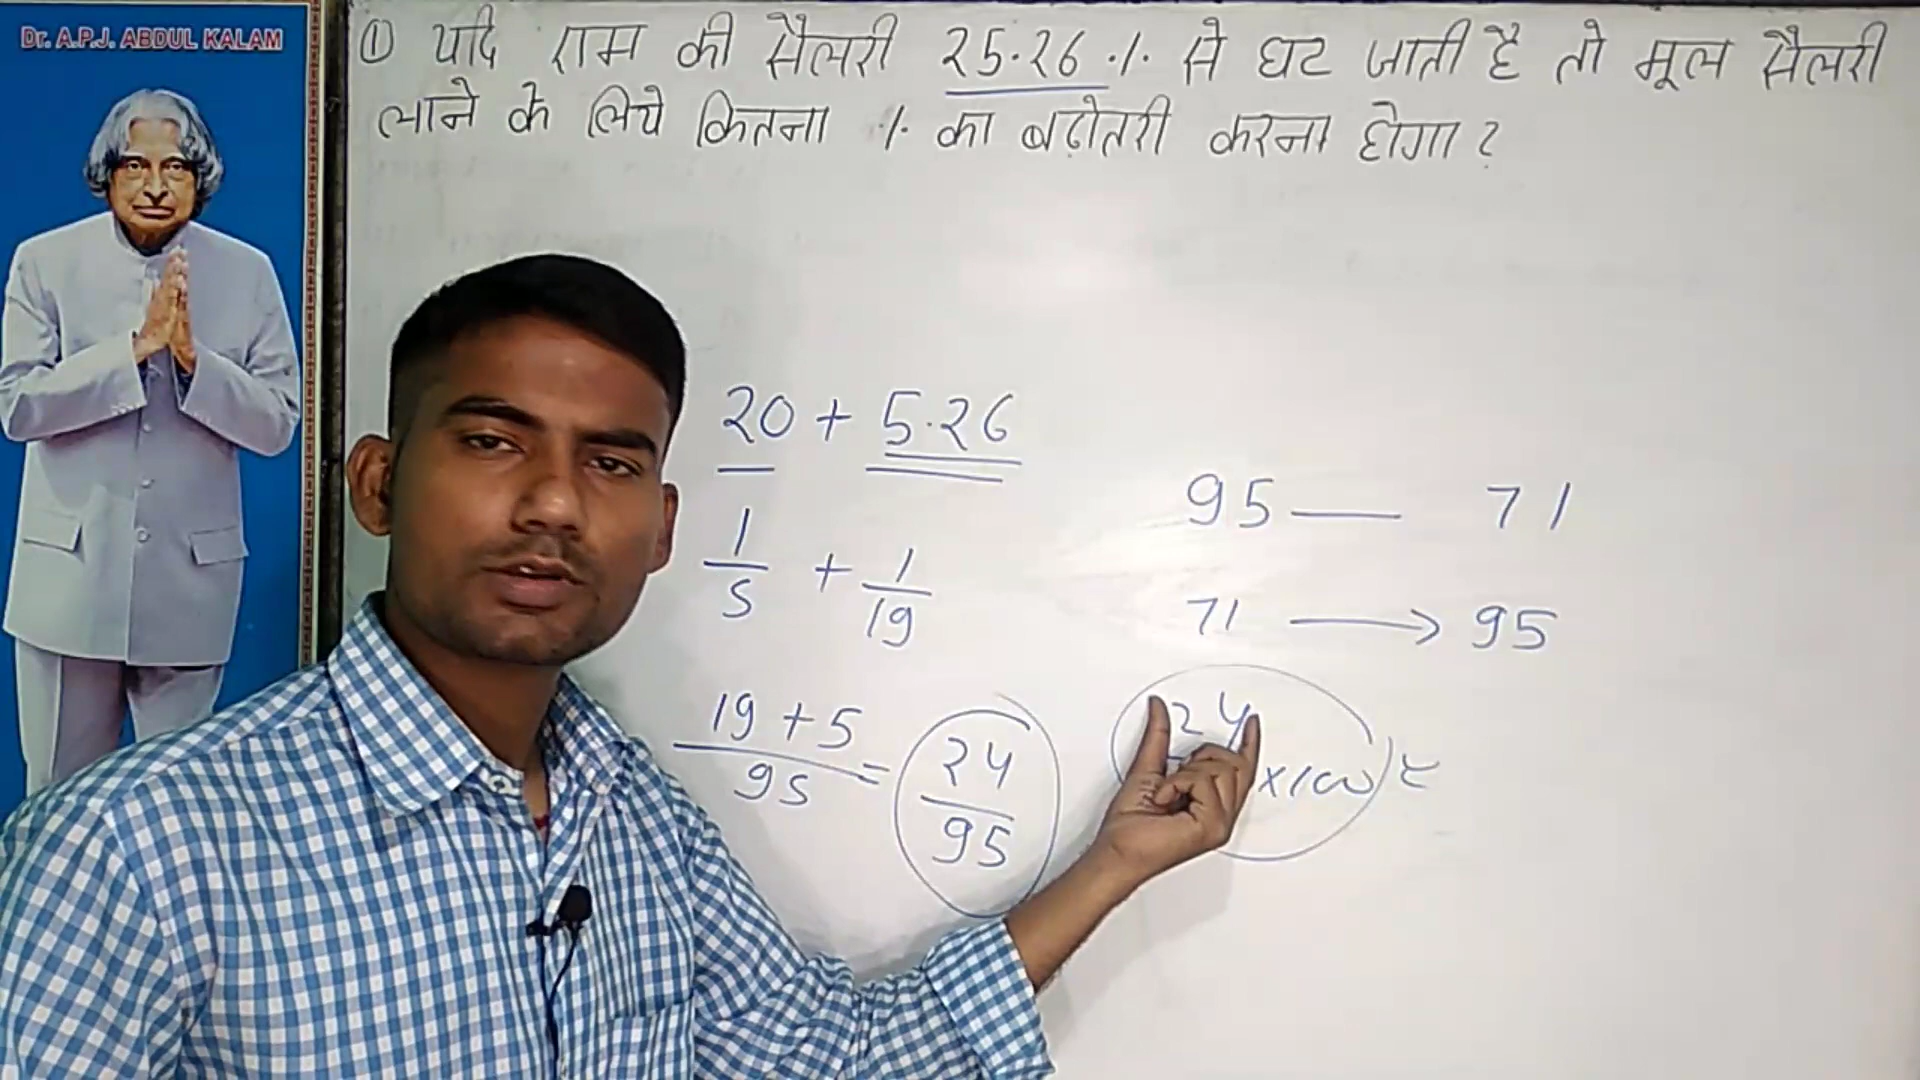 Dr. A.P.J. ABDUL KALAM
① यदि राम की सैलरी 25.26 % से घट जाती है तो मूल सैलरी
लाने के लिये कितना % का बढ़ोतरी करना होगा ?
20 + 5.26
1/5 + 1/19
19 + 5 / 95 = 24/95
95 — 71
71 → 95
24 × 100